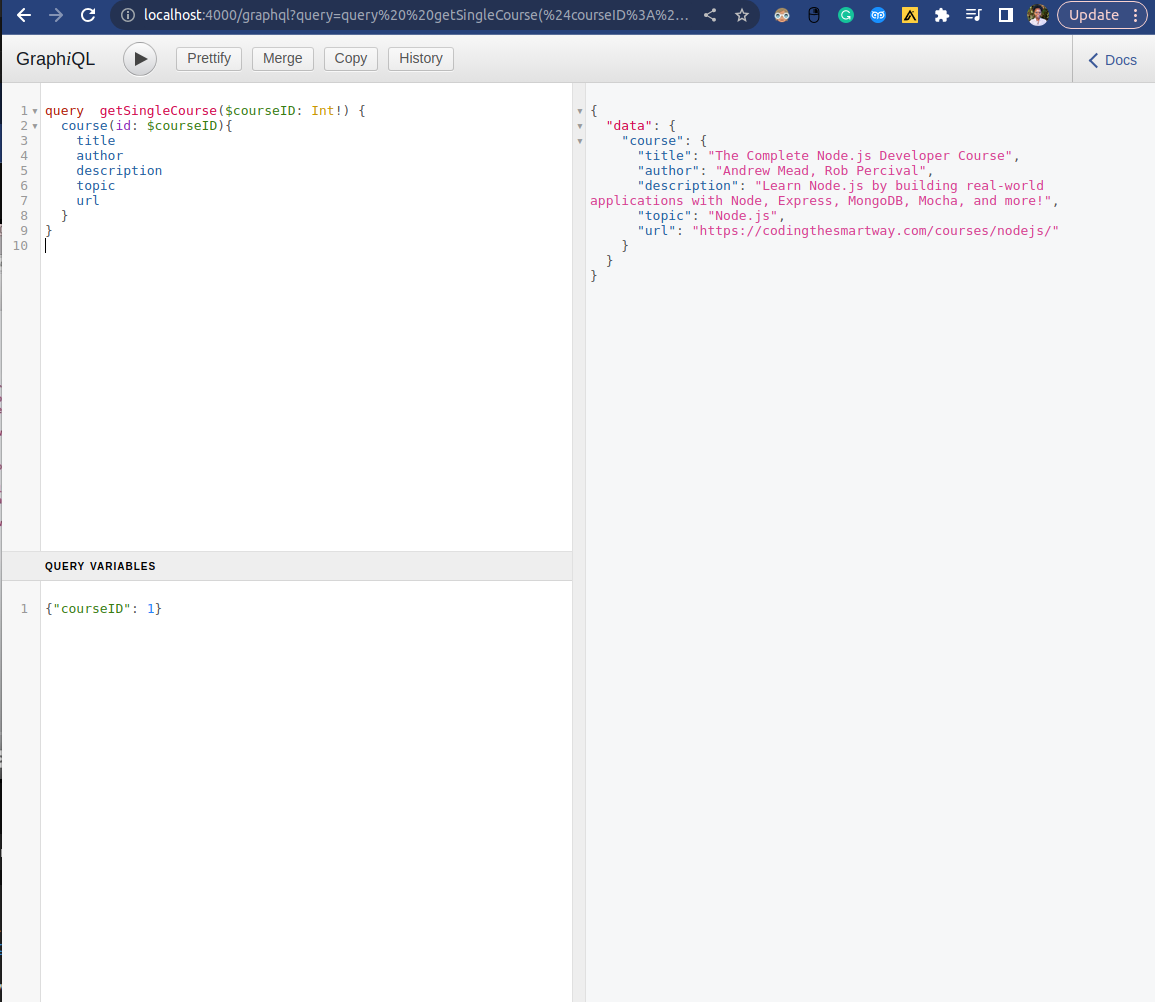 localhost:4000/graphql?query=query%20%20getSingleCourse(%24courseID%3A%2...
Update
GraphiQL
Prettify
Merge
Copy
History
Docs
1 query  getSingleCourse($courseID: Int!) {
2   course(id: $courseID){
3     title
4     author
5     description
6     topic
7     url
8   }
9 }
10
QUERY VARIABLES
1 {"courseID": 1}
{
  "data": {
    "course": {
      "title": "The Complete Node.js Developer Course",
      "author": "Andrew Mead, Rob Percival",
      "description": "Learn Node.js by building real-world
applications with Node, Express, MongoDB, Mocha, and more!",
      "topic": "Node.js",
      "url": "https://codingthesmartway.com/courses/nodejs/"
    }
  }
}